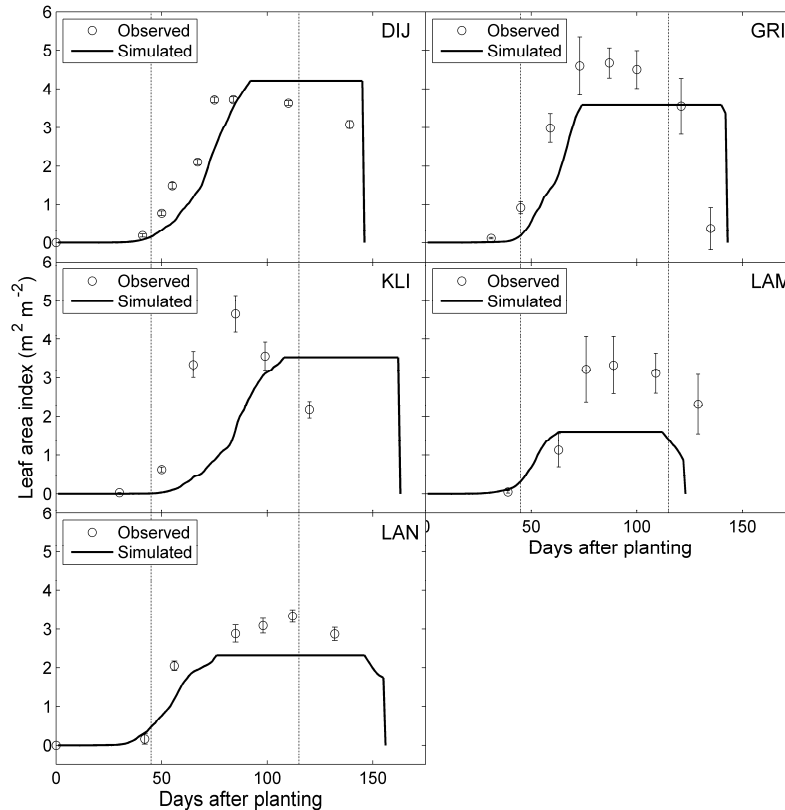 6
5
4
3
2
1
0
Observed
Simulated
DIJ
Observed
Simulated
GRI
6
5
4
3
2
1
0
Observed
Simulated
KLI
Observed
Simulated
LAM
Leaf area index (m² m⁻²)
0 50 100 150
Days after planting
6
5
4
3
2
1
0
Observed
Simulated
LAN
0 50 100 150
Days after planting